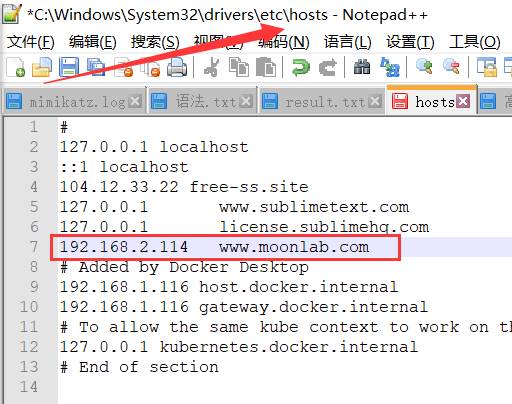 *C:\Windows\System32\drivers\etc\hosts - Notepad++
文件(F) 编辑(E) 搜索(S) 视图(V) 编码(N) 语言(L) 设置(T) 工具(O)
mimikatz.log 语法.txt result.txt hosts 高
1 #
2 127.0.0.1 localhost
3 ::1 localhost
4 104.12.33.22 free-ss.site
5 127.0.0.1 www.sublimetext.com
6 127.0.0.1 license.sublimehq.com
7 192.168.2.114 www.moonlab.com
8 # Added by Docker Desktop
9 192.168.1.116 host.docker.internal
10 192.168.1.116 gateway.docker.internal
11 # To allow the same kube context to work on th
12 127.0.0.1 kubernetes.docker.internal
13 # End of section
14